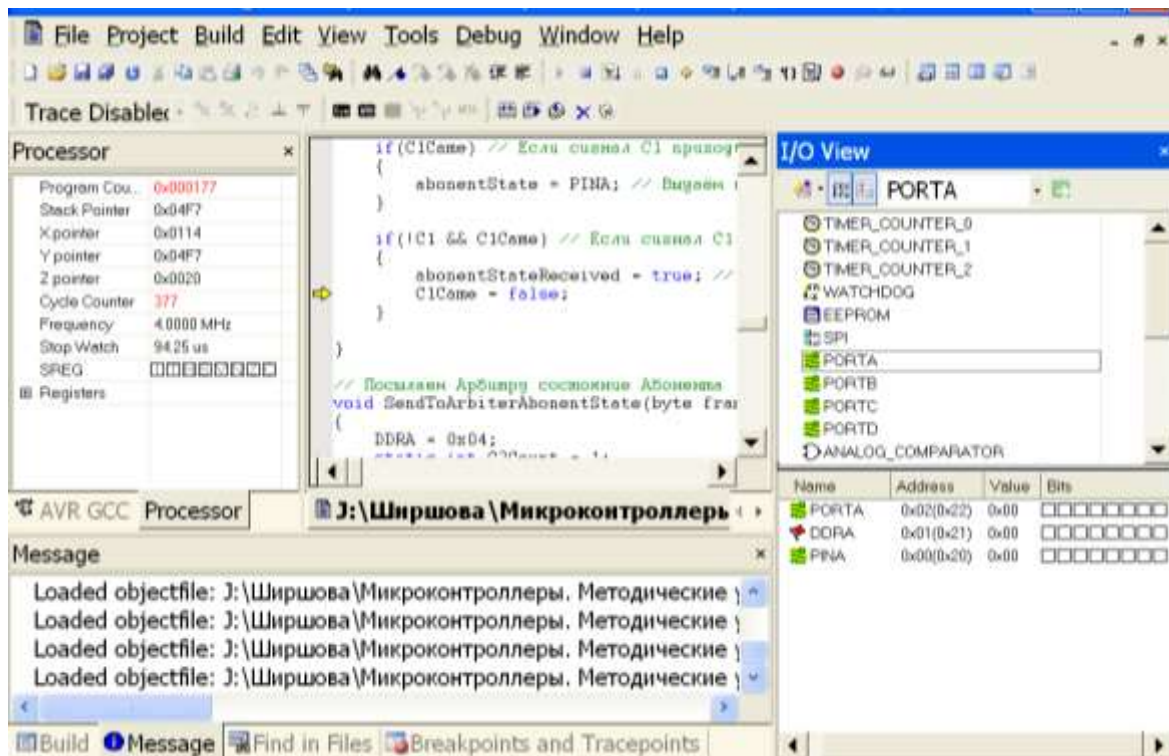 File Project Build Edit View Tools Debug Window Help
Trace Disablec
Processor
Program Cou... 0x000177
Stack Pointer 0x04F7
X pointer 0x0114
Y pointer 0x04F7
Z pointer 0x0020
Cycle Counter 377
Frequency 4.0000 MHz
Stop Watch 94.25 us
SREG
Registers
AVR GCC Processor
if(C1Came) // Если сигнал C1 приход
{
abonentState = PINA; //
}
if(!C1 && C1Came) // Если сигнал C1
{
abonentStateReceived = true; //
C1Came = false;
}
}
// Посылаем Арбитру состояние Абонента
void SendToArbiterAbonentState(byte fra
{
DDRA = 0x04;
J:\Ширшова\Микроконтроллеры
I/O View
PORTA
TIMER_COUNTER_0
TIMER_COUNTER_1
TIMER_COUNTER_2
WATCHDOG
EEPROM
SPI
PORTA
PORTB
PORTC
PORTD
ANALOG_COMPARATOR
Name Address Value Bits
PORTA 0x02(0x22) 0x00
DDRA 0x01(0x21) 0x00
PINA 0x00(0x20) 0x00
Message
Loaded objectfile: J:\Ширшова\Микроконтроллеры. Методические
Loaded objectfile: J:\Ширшова\Микроконтроллеры. Методические
Loaded objectfile: J:\Ширшова\Микроконтроллеры. Методические
Loaded objectfile: J:\Ширшова\Микроконтроллеры. Методические
Build Message Find in Files Breakpoints and Tracepoints